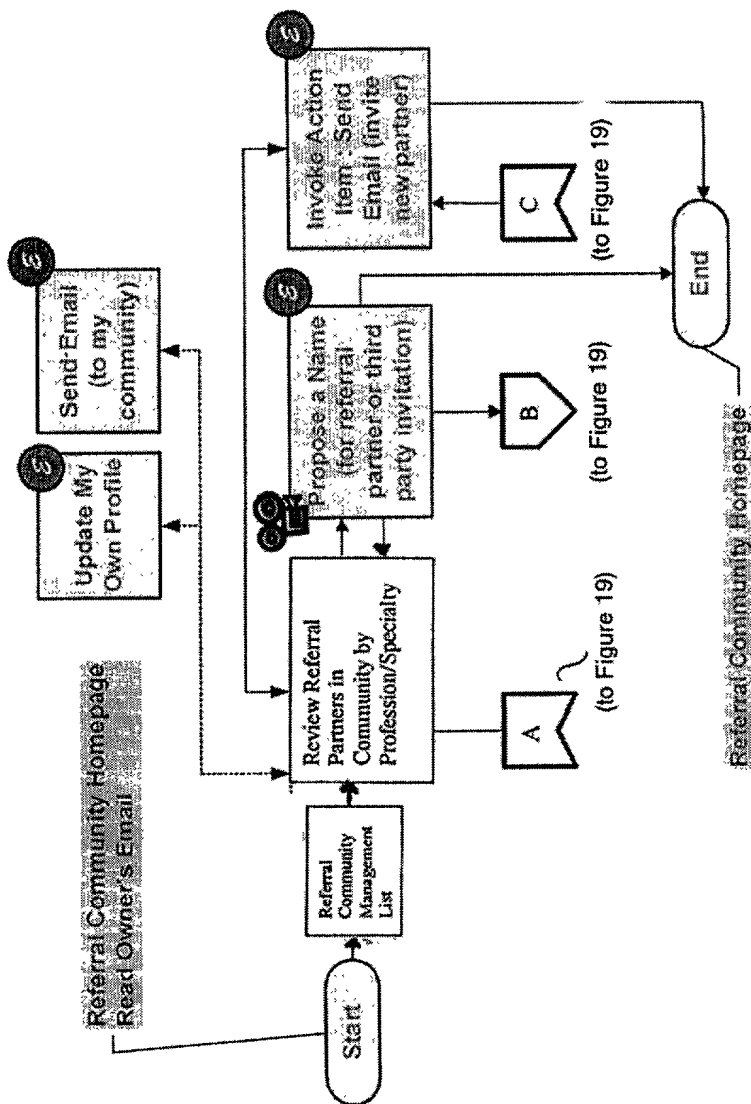 Referral Community Homepage
Read Owner's Email
Update My
Own Profile
Send Email
(to my
community)
Start
Referral
Community
Management
List
Review Referral
Partners in
Community by
Profession/Specialty
Propose a Name
(for referral
partner or third
party invitation)
Invoke Action
Item - Send
Email (invite
new partner)
A
(to Figure 19)
B
(to Figure 19)
C
(to Figure 19)
End
Referral Community Homepage